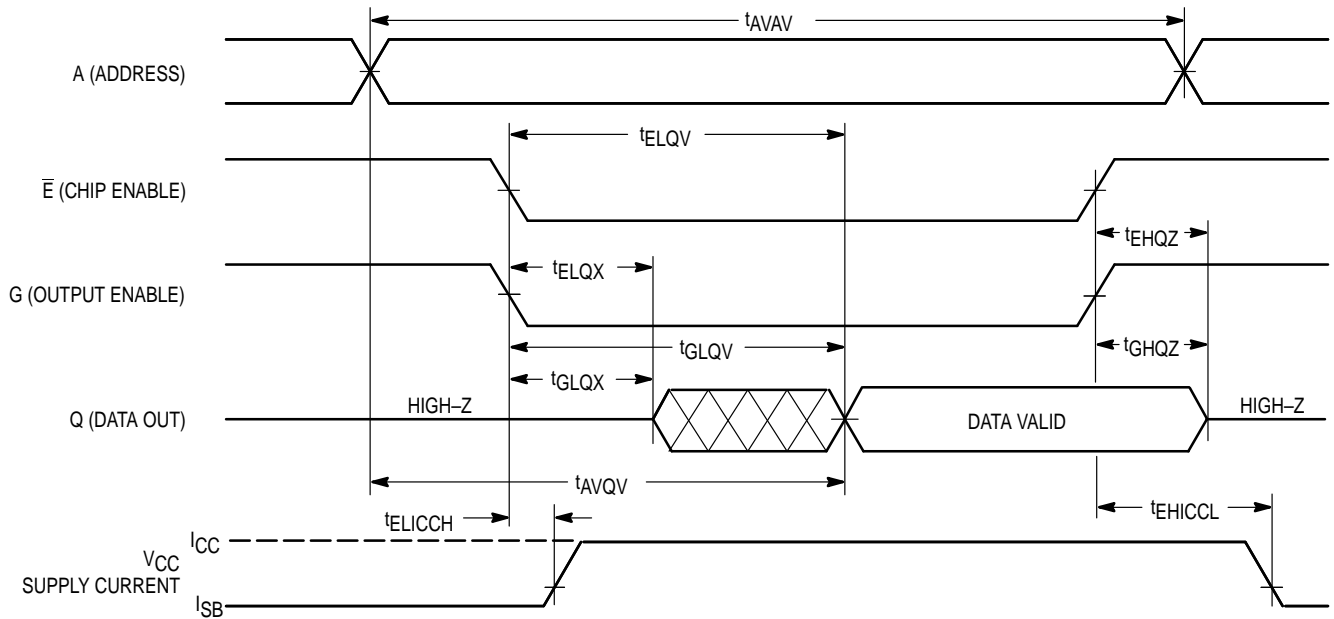 tAVAV
A (ADDRESS)
tELQV
E̅ (CHIP ENABLE)
tEHQZ
tELQX
G (OUTPUT ENABLE)
tGLQV
tGHQZ
tGLQX
HIGH–Z
Q (DATA OUT)
DATA VALID
HIGH–Z
tAVQV
tELICCH
tEHICCL
ICC
VCC
SUPPLY CURRENT
ISB